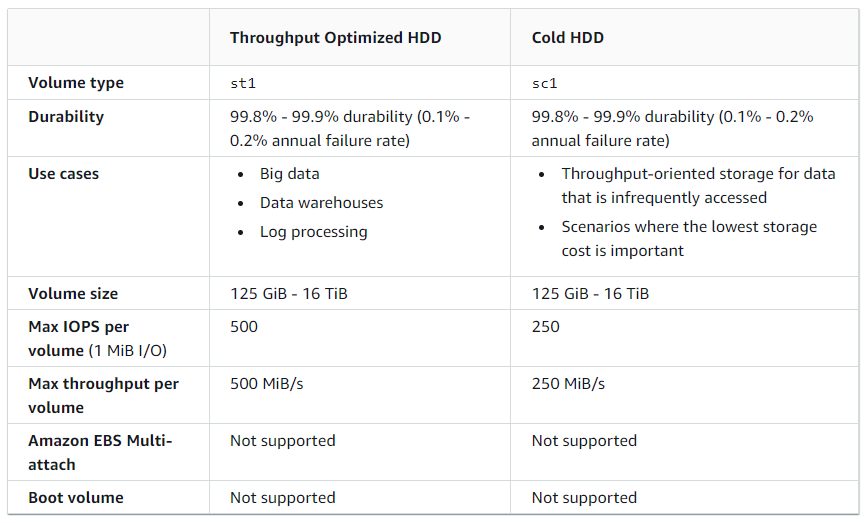 Throughput Optimized HDD Cold HDD
Volume type st1 sc1
Durability 99.8% - 99.9% durability (0.1% - 99.8% - 99.9% durability (0.1% - 0.2%
0.2% annual failure rate) annual failure rate)
Use cases • Big data • Throughput-oriented storage for data
• Data warehouses that is infrequently accessed
• Log processing • Scenarios where the lowest storage
cost is important
Volume size 125 GiB - 16 TiB 125 GiB - 16 TiB
Max IOPS per 500 250
volume (1 MiB I/O)
Max throughput per 500 MiB/s 250 MiB/s
volume
Amazon EBS Multi- Not supported Not supported
attach
Boot volume Not supported Not supported